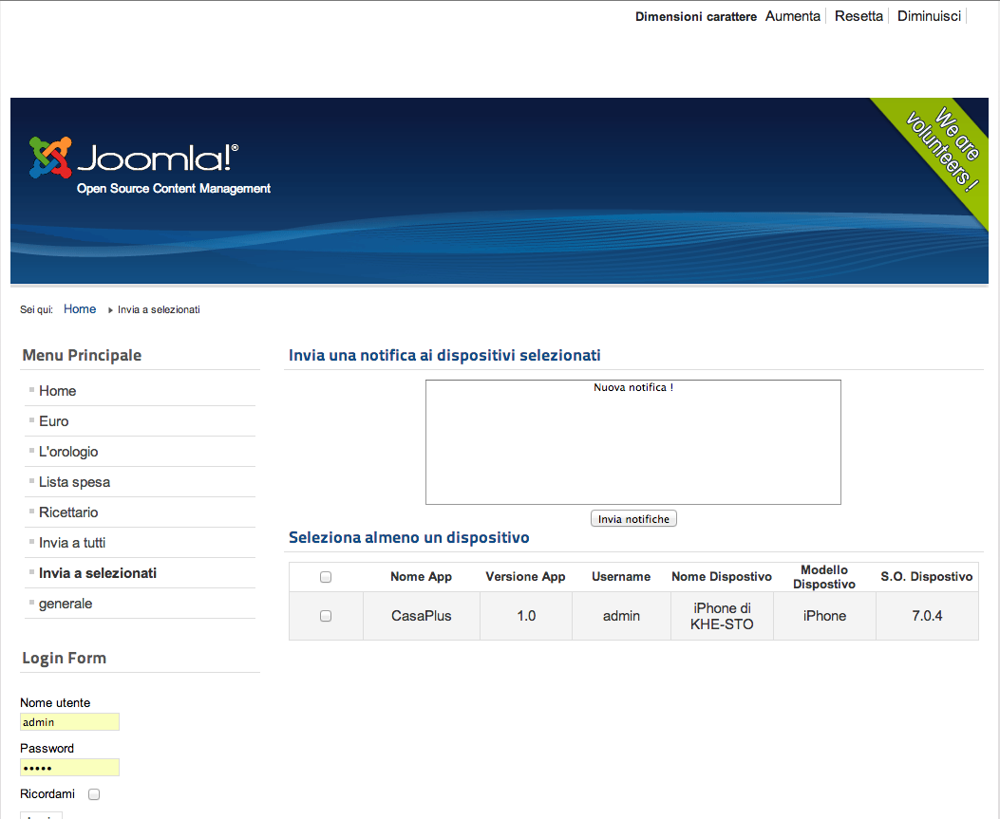 Dimensioni carattere Aumenta Resetta Diminuisci
We are
volunteers !
Joomla!®
Open Source Content Management
Sei qui: Home Invia a selezionati
Menu Principale
Home
Euro
L'orologio
Lista spesa
Ricettario
Invia a tutti
Invia a selezionati
generale
Login Form
Nome utente
admin
Password
•••••
Ricordami
Invia una notifica ai dispositivi selezionati
Nuova notifica !
Invia notifiche
Seleziona almeno un dispositivo
Nome App Versione App Username Nome Dispostivo Modello Dispostivo S.O. Dispostivo
CasaPlus 1.0 admin iPhone di KHE-STO iPhone 7.0.4